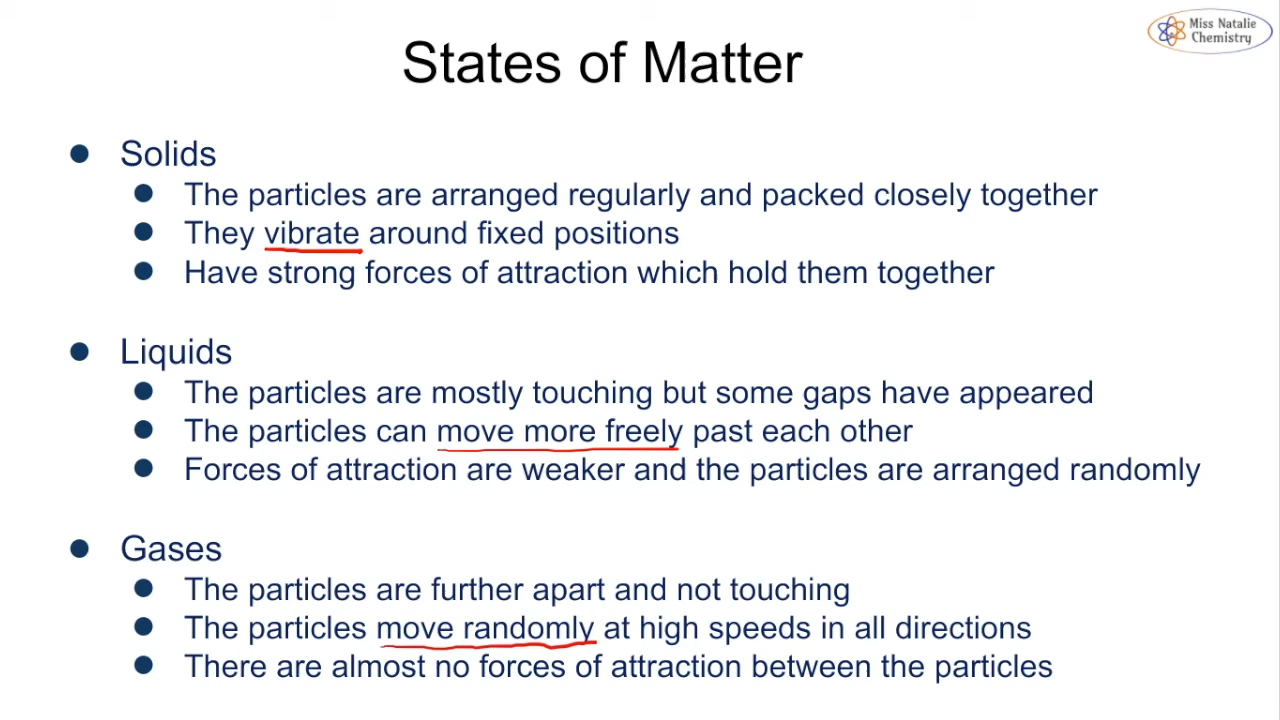 Miss Natalie
Chemistry
States of Matter
Solids
The particles are arranged regularly and packed closely together
They vibrate around fixed positions
Have strong forces of attraction which hold them together
Liquids
The particles are mostly touching but some gaps have appeared
The particles can move more freely past each other
Forces of attraction are weaker and the particles are arranged randomly
Gases
The particles are further apart and not touching
The particles move randomly at high speeds in all directions
There are almost no forces of attraction between the particles